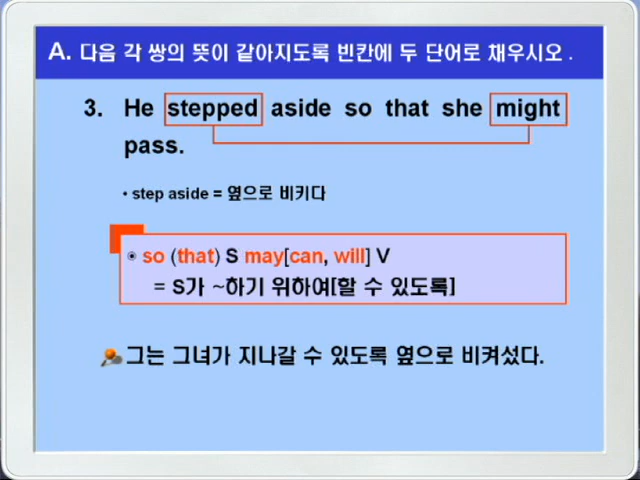 A. 다음 각 쌍의 뜻이 같아지도록 빈칸에 두 단어로 채우시오 .
3. He stepped aside so that she might
pass.
• step aside = 옆으로 비키다
◉ so (that) S may[can, will] V
= S가 ~하기 위하여[할 수 있도록]
그는 그녀가 지나갈 수 있도록 옆으로 비켜섰다.